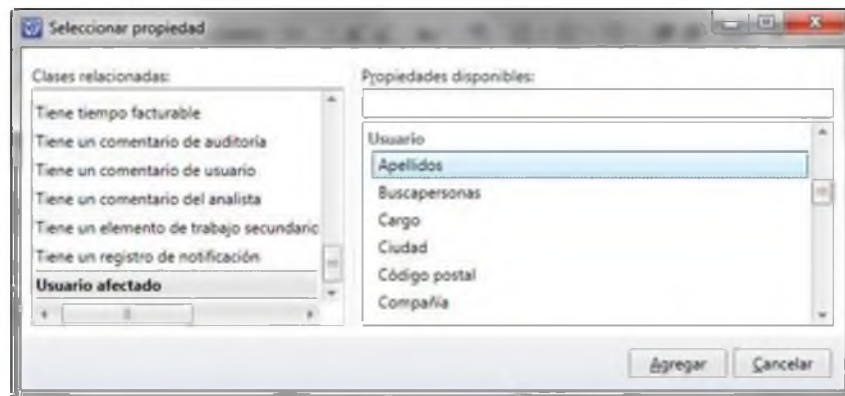 Seleccionar propiedad
Clases relacionadas:
Tiene tiempo facturable
Tiene un comentario de auditoría
Tiene un comentario de usuario
Tiene un comentario del analista
Tiene un elemento de trabajo secundario
Tiene un registro de notificación
Usuario afectado
Propiedades disponibles:
Usuario
Apellidos
Buscapersonas
Cargo
Ciudad
Código postal
Compañía
Agregar
Cancelar